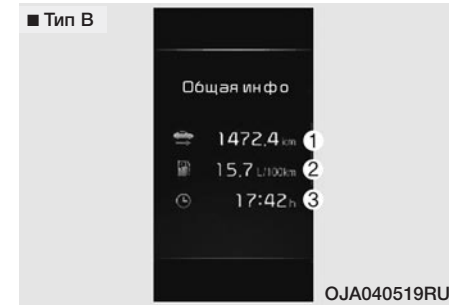 ■ Тип B
Общая инфо
1472.4 km ①
15.7 L/100km ②
17:42 h ③
OJA040519RU